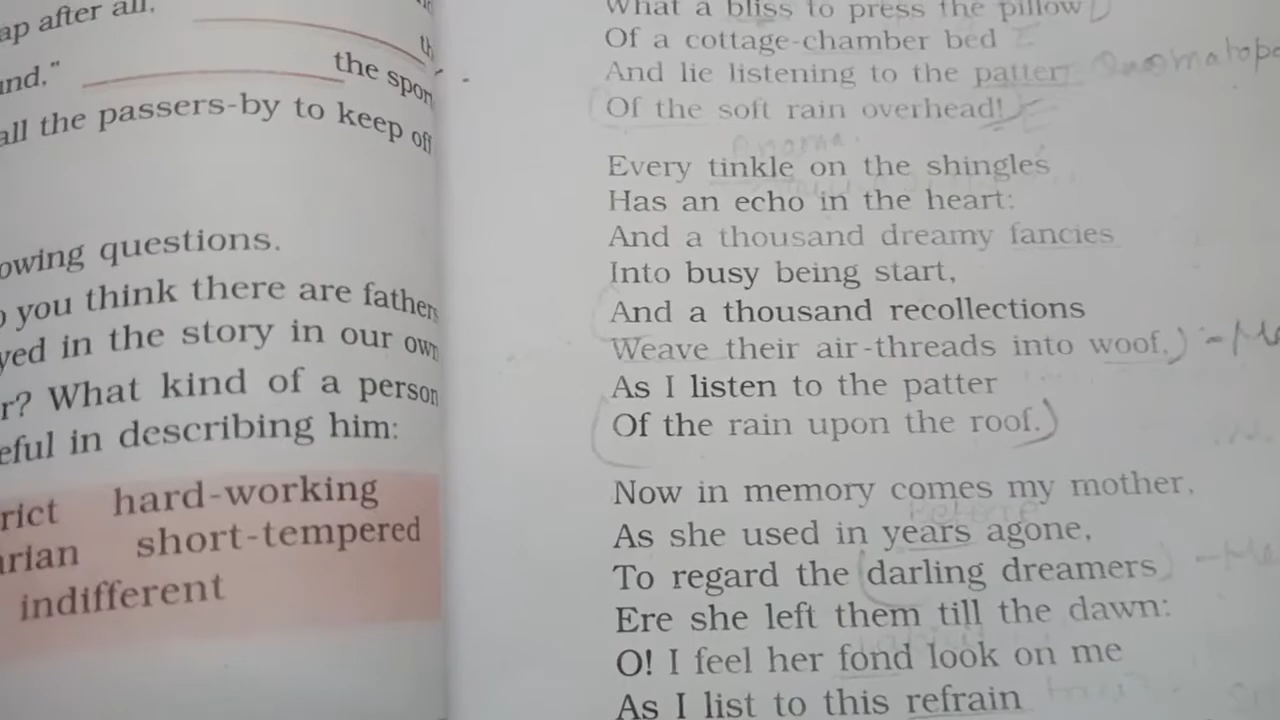 ap after all.
the spor
all the passers-by to keep off
owing questions.
you think there are fathers
yed in the story in our own
r? What kind of a person
eful in describing him:
rict hard-working
arian short-tempered
indifferent
What a bliss to press the pillow
Of a cottage-chamber bed
And lie listening to the patter
Of the soft rain overhead!
Every tinkle on the shingles
Has an echo in the heart:
And a thousand dreamy fancies
Into busy being start,
And a thousand recollections
Weave their air-threads into woof,
As I listen to the patter
Of the rain upon the roof.
Now in memory comes my mother,
As she used in years agone,
To regard the darling dreamers
Ere she left them till the dawn:
O! I feel her fond look on me
As I list to this refrain